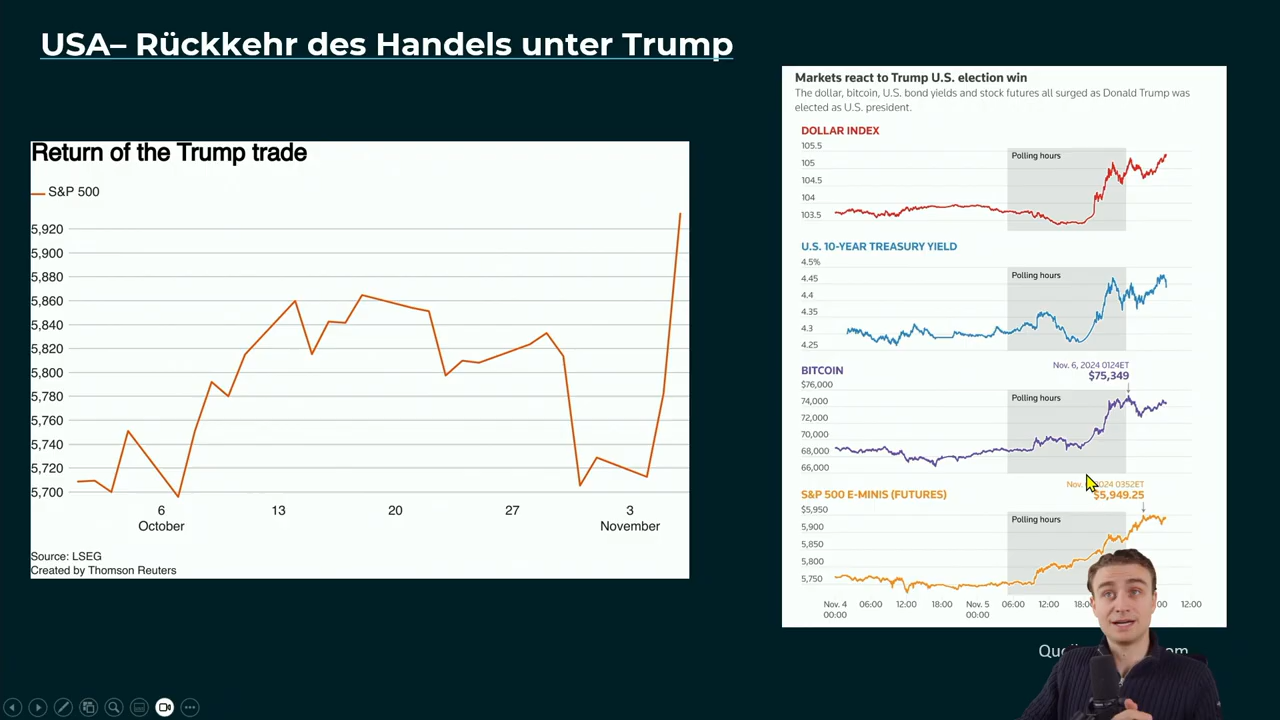 USA– Rückkehr des Handels unter Trump
Return of the Trump trade
S&P 500
5,920
5,900
5,880
5,860
5,840
5,820
5,800
5,780
5,760
5,740
5,720
5,700
6 13 20 27 3
October November
Source: LSEG
Created by Thomson Reuters
Markets react to Trump U.S. election win
The dollar, bitcoin, U.S. bond yields and stock futures all surged as Donald Trump was
elected as U.S. president.
DOLLAR INDEX
105.5
105
104.5
104
103.5
Polling hours
U.S. 10-YEAR TREASURY YIELD
4.5%
4.45
4.4
4.35
4.3
4.25
Polling hours
BITCOIN
Nov. 6, 2024 0124ET
$75,349
$76,000
74,000
72,000
70,000
68,000
66,000
Polling hours
S&P 500 E-MINIS (FUTURES)
Nov. 2024 0352ET
$5,949.25
$5,950
5,900
5,850
5,800
5,750
Polling hours
Nov. 4 06:00 12:00 18:00 Nov. 5 06:00 12:00 12:00
00:00 00:00